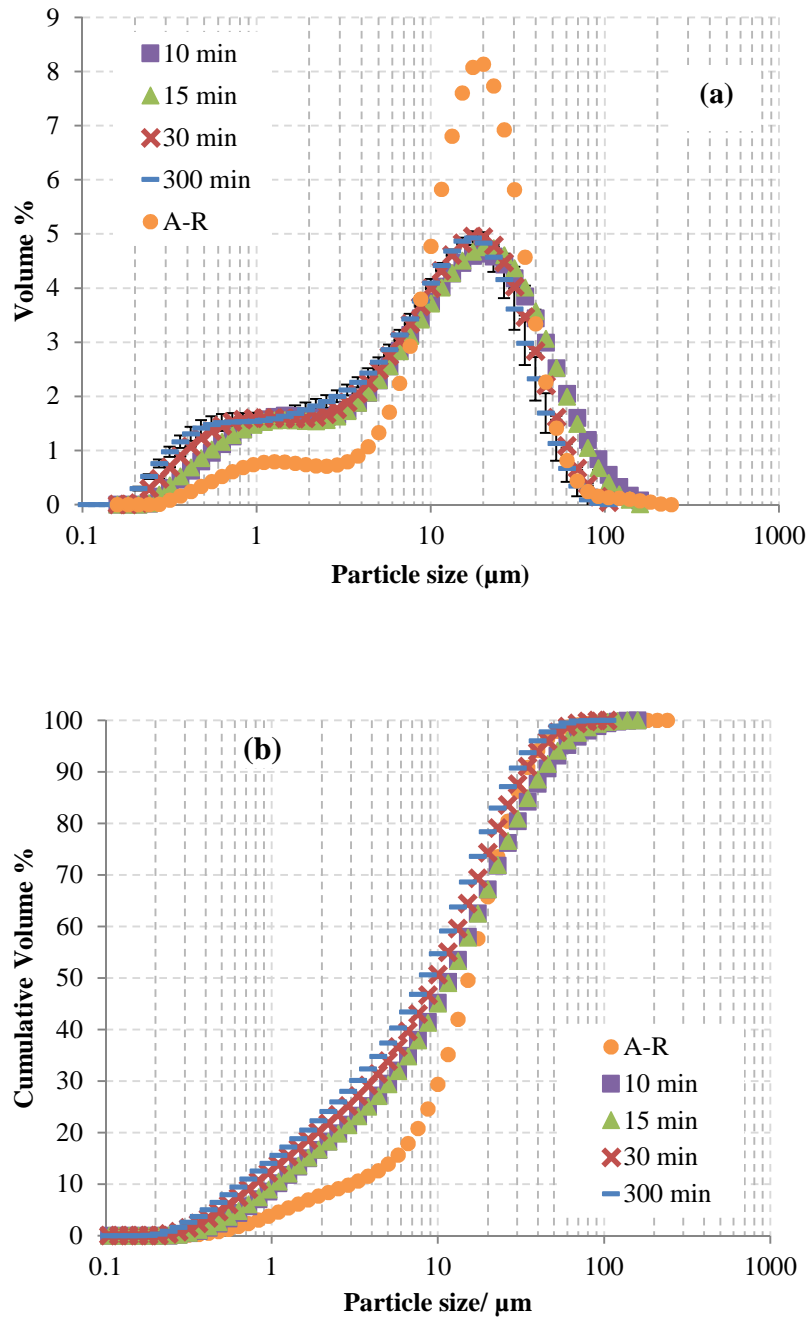 9
8
7
6
5
4
3
2
1
0
Volume %
10 min
15 min
30 min
300 min
A-R
(a)
0.1 1 10 100 1000
Particle size (µm)
100
90
80
70
60
50
40
30
20
10
0
Cumulative Volume %
(b)
A-R
10 min
15 min
30 min
300 min
0.1 1 10 100 1000
Particle size/ µm